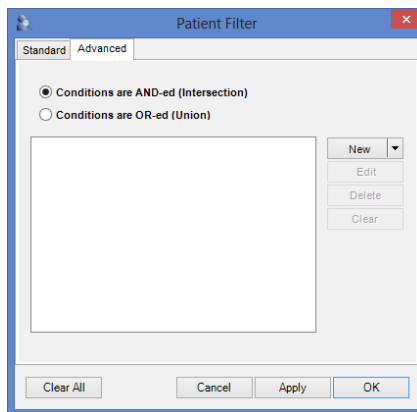 Patient Filter
Standard Advanced
Conditions are AND-ed (Intersection)
Conditions are OR-ed (Union)
New
Edit
Delete
Clear
Clear All Cancel Apply OK